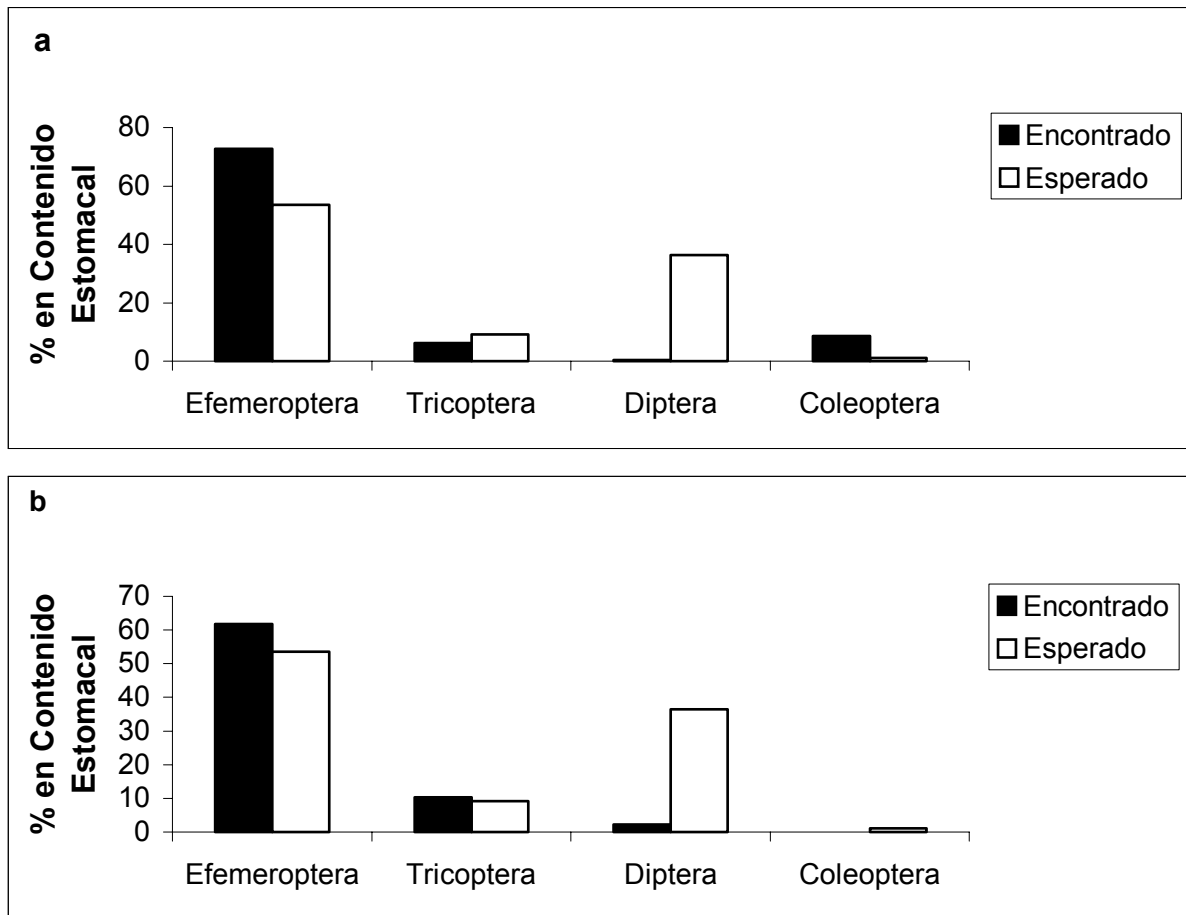 a
% en Contenido
Estomacal
80
60
40
20
0
Efemeroptera Tricoptera Diptera Coleoptera
Encontrado
Esperado
b
% en Contenido
Estomacal
70
60
50
40
30
20
10
0
Efemeroptera Tricoptera Diptera Coleoptera
Encontrado
Esperado